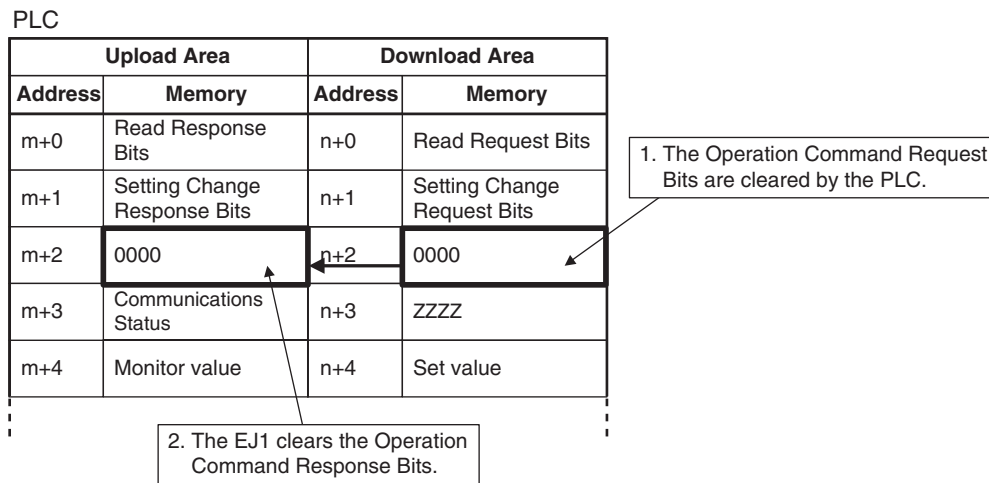 PLC
Upload Area Download Area
Address Memory Address Memory
m+0 Read Response Bits n+0 Read Request Bits
m+1 Setting Change Response Bits n+1 Setting Change Request Bits
m+2 0000 n+2 0000
m+3 Communications Status n+3 ZZZZ
m+4 Monitor value n+4 Set value
1. The Operation Command Request
Bits are cleared by the PLC.
2. The EJ1 clears the Operation
Command Response Bits.